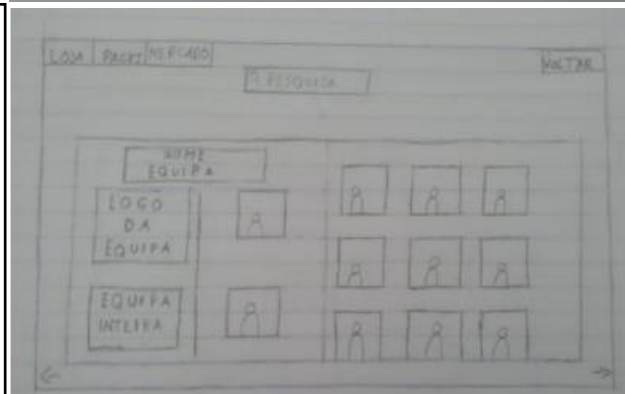 LOJA PACKS MERCADO
VOLTAR
PESQUISA
NOME
EQUIPA
LOGO
DA
EQUIPA
EQUIPA
INTEIRA